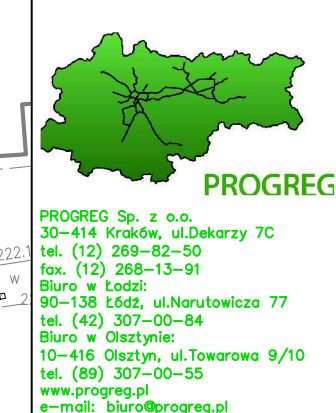 PROGREG
PROGREG Sp. z o.o.
30-414 Kraków, ul.Dekarzy 7C
tel. (12) 269-82-50
fax. (12) 268-13-91
Biuro w Łodzi:
90-138 Łódź, ul.Narutowicza 77
tel. (42) 307-00-84
Biuro w Olsztynie:
10-416 Olsztyn, ul.Towarowa 9/10
tel. (89) 307-00-55
www.progreg.pl
e-mail: biuro@progreg.pl
222.1
w